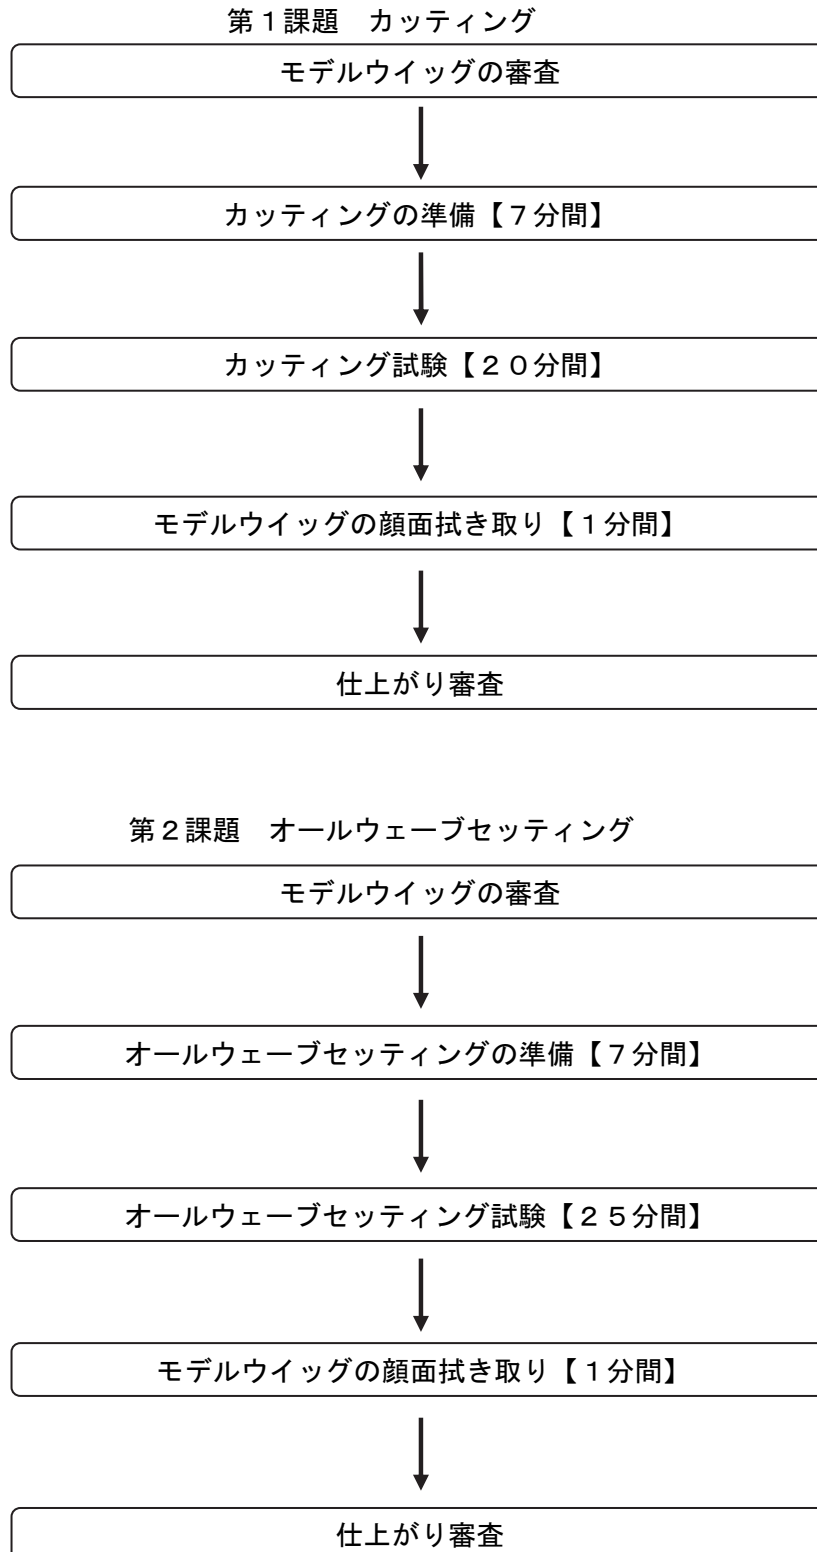 第１課題　カッティング
モデルウイッグの審査
カッティングの準備【７分間】
カッティング試験【２０分間】
モデルウイッグの顔面拭き取り【１分間】
仕上がり審査
第２課題　オールウェーブセッティング
モデルウイッグの審査
オールウェーブセッティングの準備【７分間】
オールウェーブセッティング試験【２５分間】
モデルウイッグの顔面拭き取り【１分間】
仕上がり審査